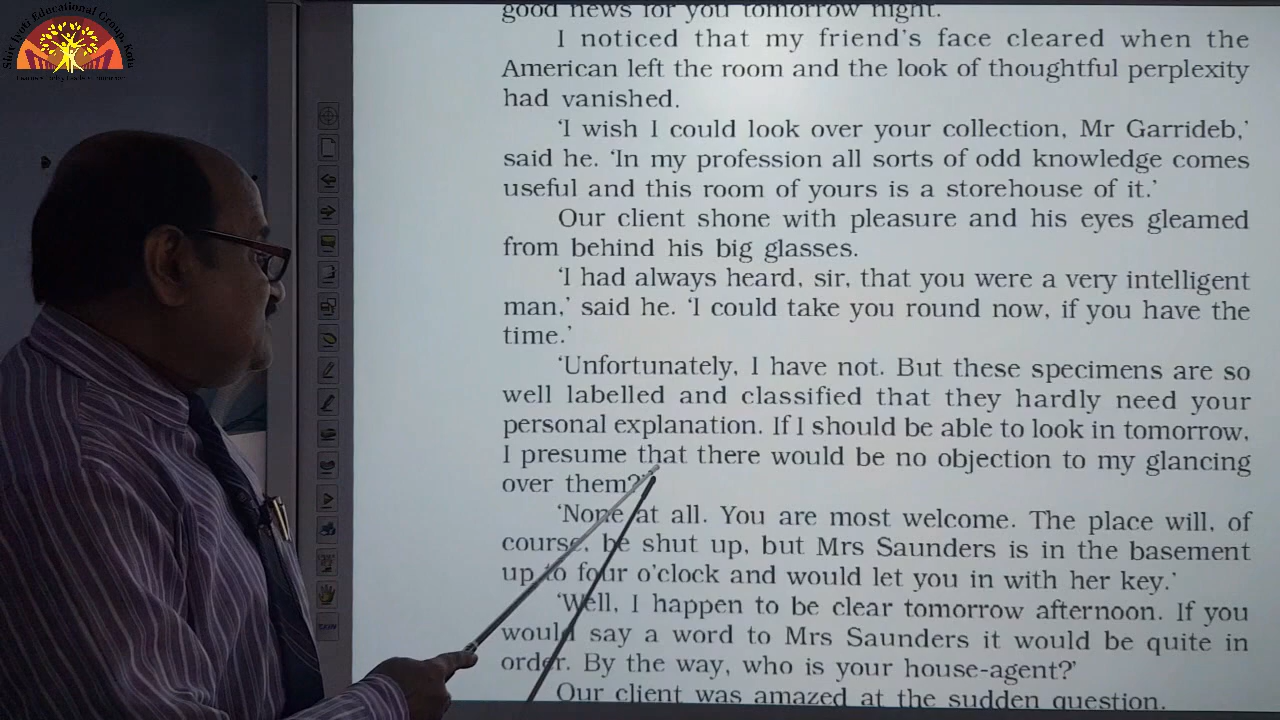 Shiv Jyoti Educational Group, Kota
good news for you tomorrow night.
I noticed that my friend's face cleared when the
American left the room and the look of thoughtful perplexity
had vanished.
'I wish I could look over your collection, Mr Garrideb,'
said he. 'In my profession all sorts of odd knowledge comes
useful and this room of yours is a storehouse of it.'
Our client shone with pleasure and his eyes gleamed
from behind his big glasses.
'I had always heard, sir, that you were a very intelligent
man,' said he. 'I could take you round now, if you have the
time.'
'Unfortunately, I have not. But these specimens are so
well labelled and classified that they hardly need your
personal explanation. If I should be able to look in tomorrow,
I presume that there would be no objection to my glancing
over them?'
'None at all. You are most welcome. The place will, of
course, be shut up, but Mrs Saunders is in the basement
up to four o'clock and would let you in with her key.'
'Well, I happen to be clear tomorrow afternoon. If you
would say a word to Mrs Saunders it would be quite in
order. By the way, who is your house-agent?'
Our client was amazed at the sudden question.